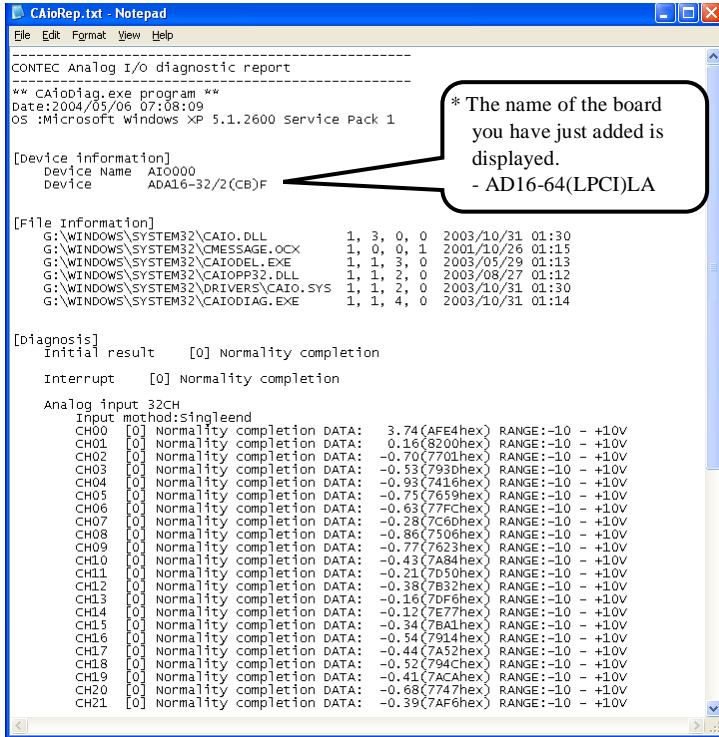 CAioRep.txt - Notepad
File Edit Format View Help
--------------------------------------------------
CONTEC Analog I/O diagnostic report
--------------------------------------------------
** CAioDiag.exe program **
Date:2004/05/06 07:08:09
OS :Microsoft Windows XP 5.1.2600 Service Pack 1
* The name of the board
you have just added is
displayed.
- AD16-64(LPCI)LA
[Device information]
Device Name AIO000
Device ADA16-32/2(CB)F
[File Information]
G:\WINDOWS\SYSTEM32\CAIO.DLL 1, 3, 0, 0 2003/10/31 01:30
G:\WINDOWS\SYSTEM32\CMESSAGE.OCX 1, 0, 0, 1 2001/10/26 01:15
G:\WINDOWS\SYSTEM32\CAIODEL.EXE 1, 1, 3, 0 2003/05/29 01:13
G:\WINDOWS\SYSTEM32\CAIOPP32.DLL 1, 1, 2, 0 2003/08/27 01:12
G:\WINDOWS\SYSTEM32\DRIVERS\CAIO.SYS 1, 1, 2, 0 2003/10/31 01:30
G:\WINDOWS\SYSTEM32\CAIODIAG.EXE 1, 1, 4, 0 2003/10/31 01:14
[Diagnosis]
Initial result [0] Normality completion
Interrupt [0] Normality completion
Analog input 32CH
Input mothod:Singleend
CH00 [0] Normality completion DATA: 3.74(AFE4hex) RANGE:-10 - +10V
CH01 [0] Normality completion DATA: 0.16(8200hex) RANGE:-10 - +10V
CH02 [0] Normality completion DATA: -0.70(7701hex) RANGE:-10 - +10V
CH03 [0] Normality completion DATA: -0.53(793Dhex) RANGE:-10 - +10V
CH04 [0] Normality completion DATA: -0.93(7416hex) RANGE:-10 - +10V
CH05 [0] Normality completion DATA: -0.75(7659hex) RANGE:-10 - +10V
CH06 [0] Normality completion DATA: -0.63(77FChex) RANGE:-10 - +10V
CH07 [0] Normality completion DATA: -0.28(7C6Dhex) RANGE:-10 - +10V
CH08 [0] Normality completion DATA: -0.86(7506hex) RANGE:-10 - +10V
CH09 [0] Normality completion DATA: -0.77(7623hex) RANGE:-10 - +10V
CH10 [0] Normality completion DATA: -0.43(7A84hex) RANGE:-10 - +10V
CH11 [0] Normality completion DATA: -0.21(7D50hex) RANGE:-10 - +10V
CH12 [0] Normality completion DATA: -0.38(7B32hex) RANGE:-10 - +10V
CH13 [0] Normality completion DATA: -0.16(7DF6hex) RANGE:-10 - +10V
CH14 [0] Normality completion DATA: -0.12(7E77hex) RANGE:-10 - +10V
CH15 [0] Normality completion DATA: -0.34(7BA1hex) RANGE:-10 - +10V
CH16 [0] Normality completion DATA: -0.54(7914hex) RANGE:-10 - +10V
CH17 [0] Normality completion DATA: -0.44(7A52hex) RANGE:-10 - +10V
CH18 [0] Normality completion DATA: -0.52(794Chex) RANGE:-10 - +10V
CH19 [0] Normality completion DATA: -0.41(7ACAhex) RANGE:-10 - +10V
CH20 [0] Normality completion DATA: -0.68(7747hex) RANGE:-10 - +10V
CH21 [0] Normality completion DATA: -0.39(7AF6hex) RANGE:-10 - +10V